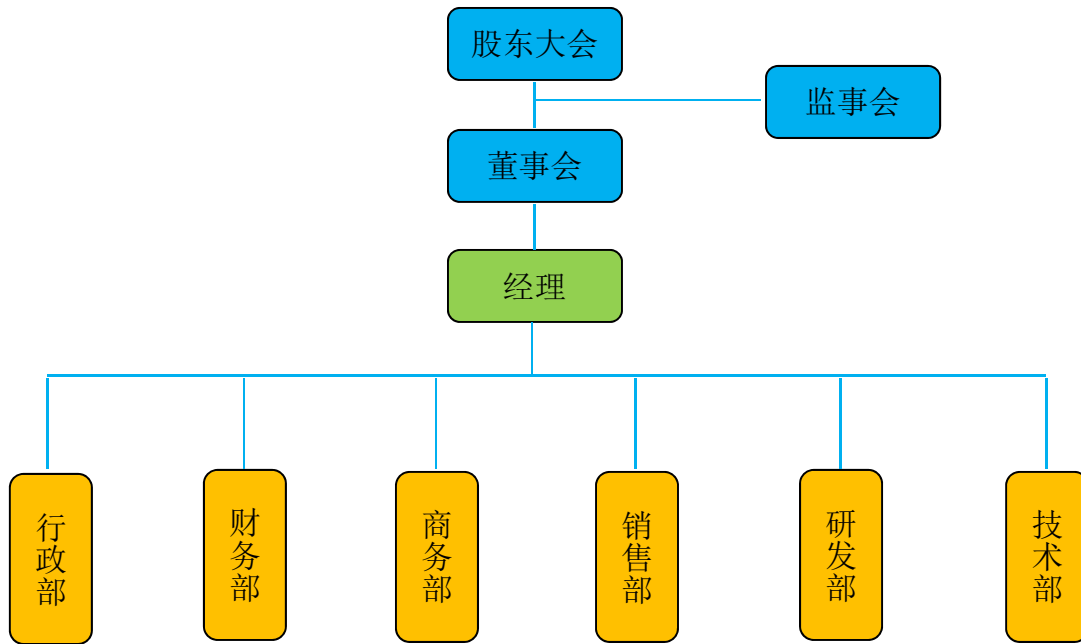 股东大会
监事会
董事会
经理
行政部
财务部
商务部
销售部
研发部
技术部